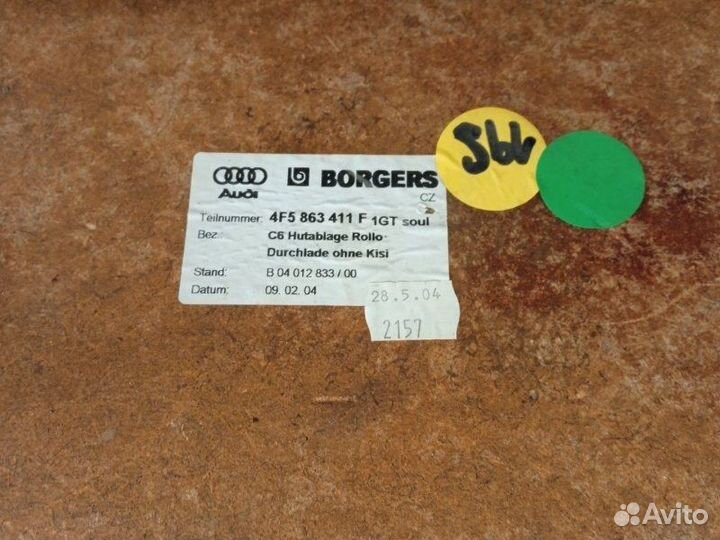 Audi BORGERS
CZ
Teilnummer: 4F5 863 411 F 1GT soul
Bez.: C6 Hutablage Rollo
Durchlade ohne Kisi
Stand: B 04 012 833 / 00
Datum: 09. 02. 04
28.5.04
2157
Avito